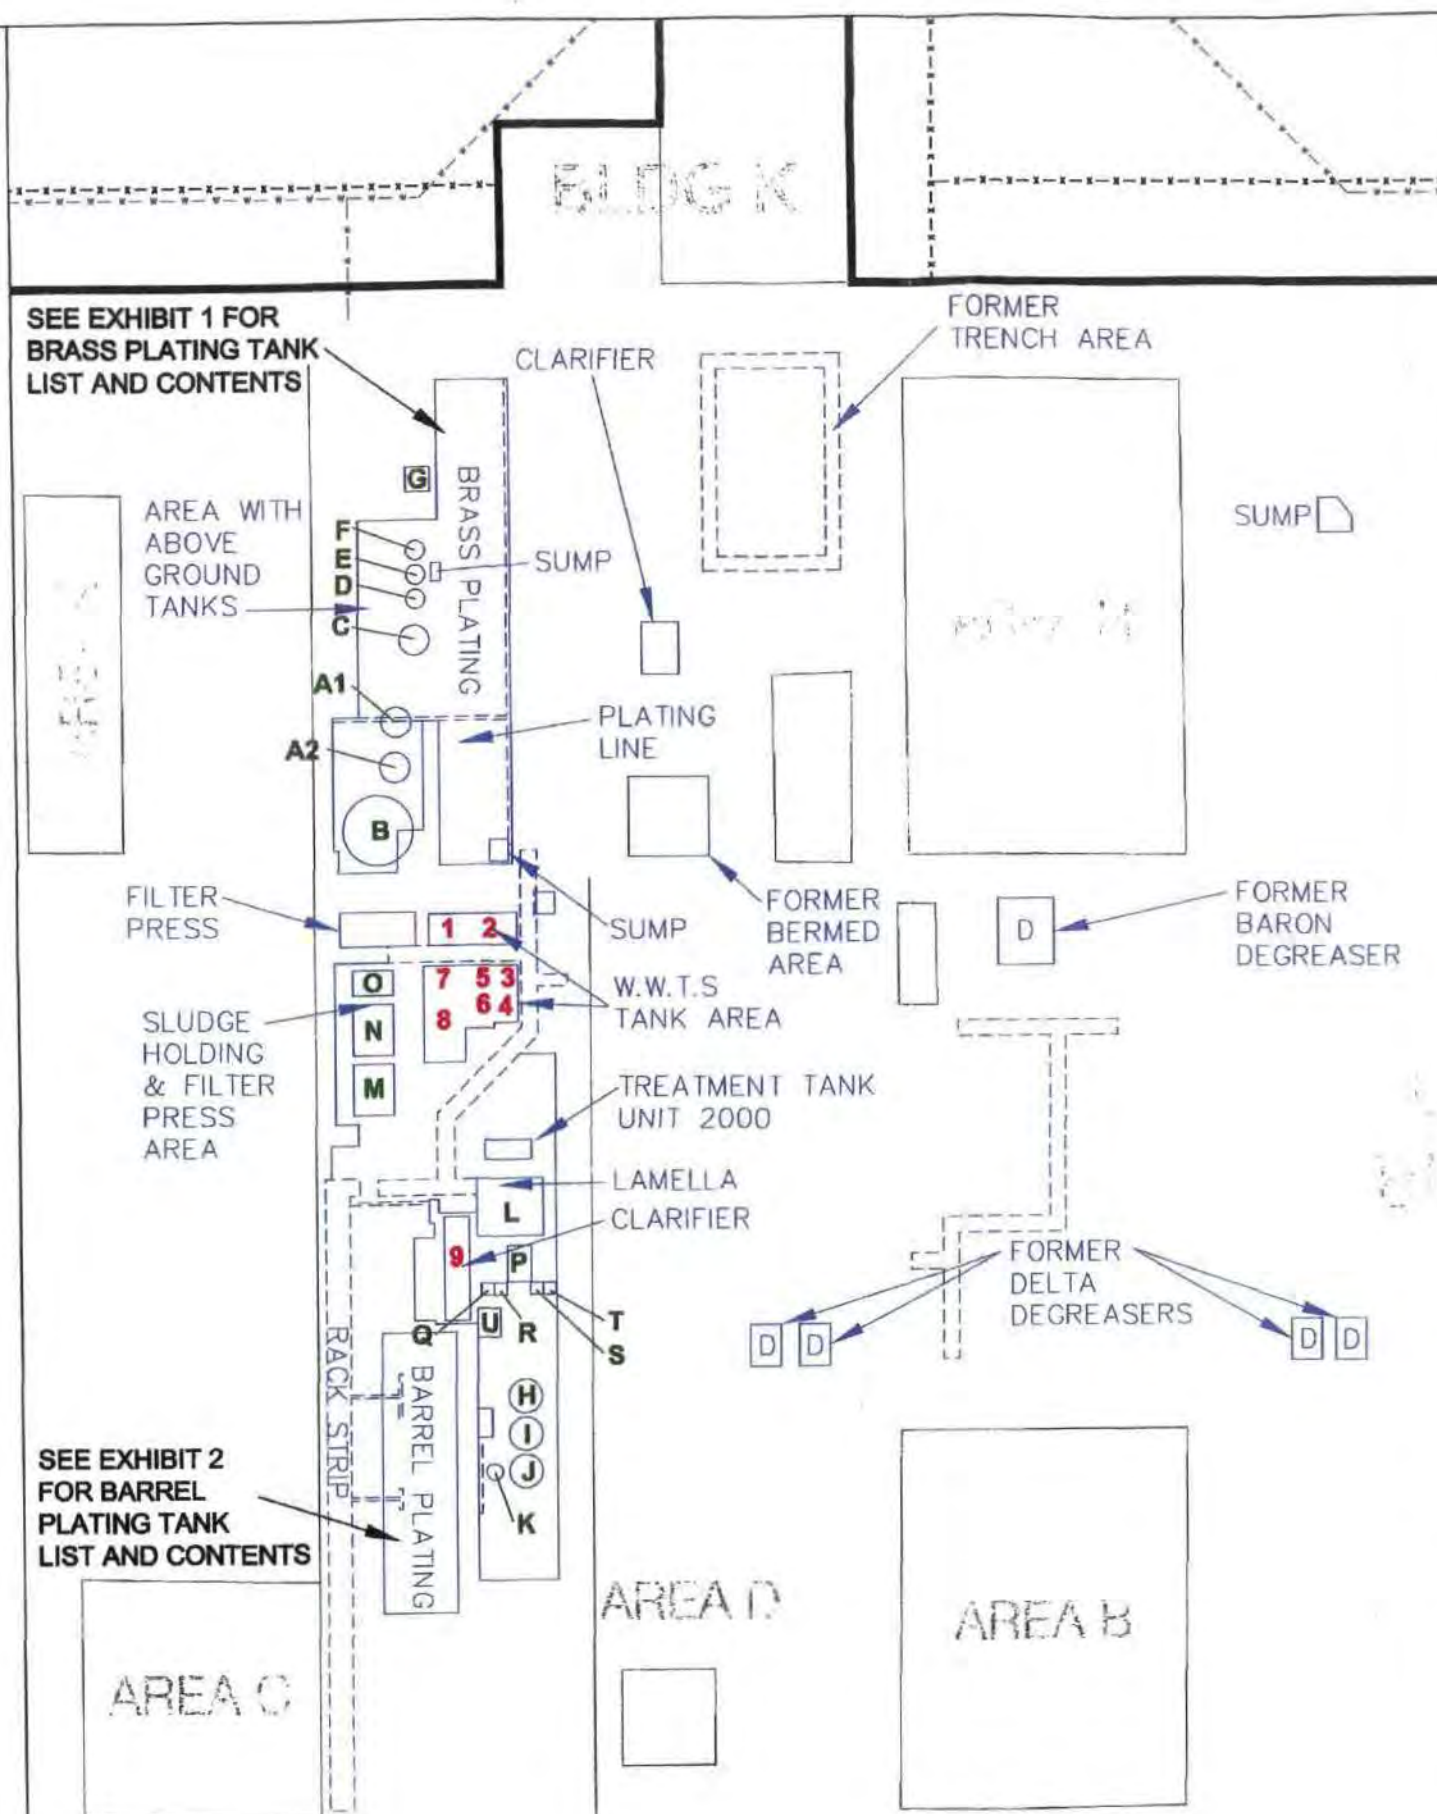 BLDG K
SEE EXHIBIT 1 FOR
BRASS PLATING TANK
LIST AND CONTENTS
FORMER
TRENCH AREA
CLARIFIER
G
BRASS PLATING
AREA WITH
ABOVE
GROUND
TANKS
F
E
D
C
SUMP
SUMP
A1
A2
B
PLATING
LINE
FILTER
PRESS
1
2
SUMP
FORMER
BERMED
AREA
D
FORMER
BARON
DEGREASER
O
N
M
7
5
3
6
4
8
W.W.T.S
TANK AREA
SLUDGE
HOLDING
& FILTER
PRESS
AREA
TREATMENT TANK
UNIT 2000
LAMELLA
L
CLARIFIER
9
P
FORMER
DELTA
DEGREASERS
Q
U
R
T
S
D
D
D
D
RACK STRIP
BARREL PLATING
H
I
J
K
SEE EXHIBIT 2
FOR BARREL
PLATING TANK
LIST AND CONTENTS
AREA D
AREA B
AREA C